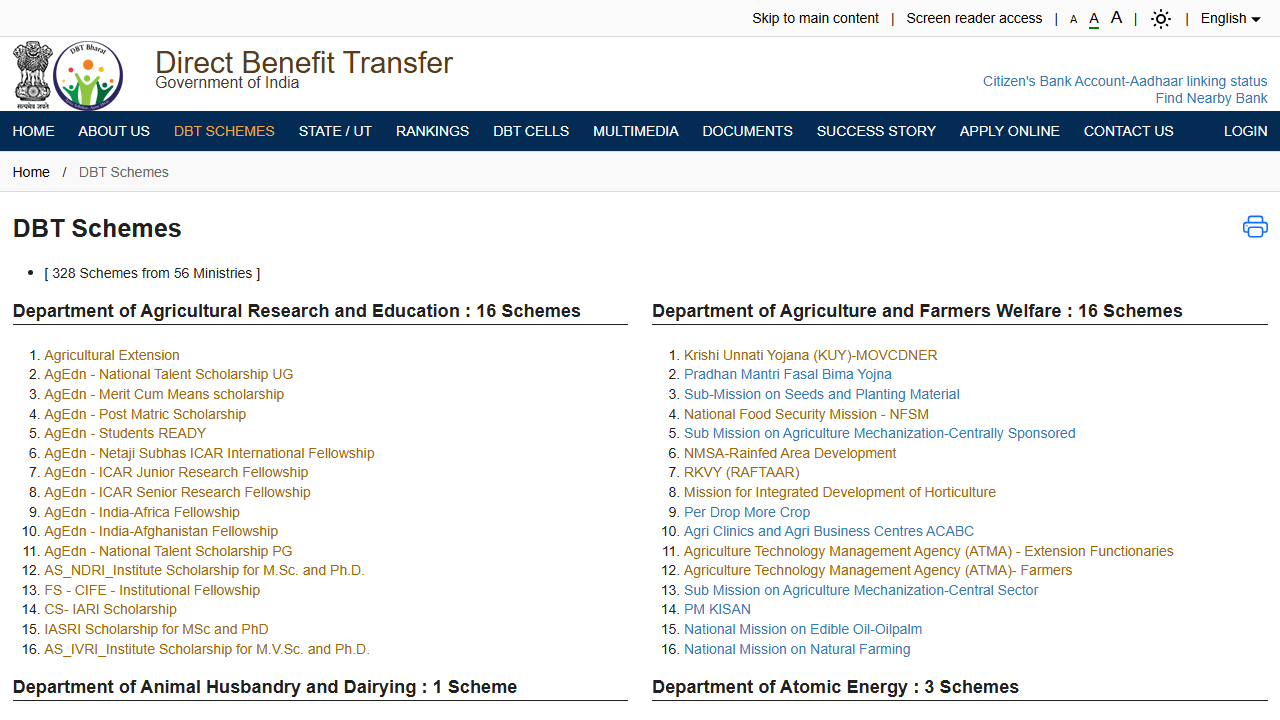 Skip to main content | Screen reader access | A A A | | English
DBT Bharat
सत्यमेव जयते
Direct Benefit Transfer
Government of India
Citizen's Bank Account-Aadhaar linking status
Find Nearby Bank
HOME ABOUT US DBT SCHEMES STATE / UT RANKINGS DBT CELLS MULTIMEDIA DOCUMENTS SUCCESS STORY APPLY ONLINE CONTACT US LOGIN
Home / DBT Schemes
DBT Schemes
• [ 328 Schemes from 56 Ministries ]
Department of Agricultural Research and Education : 16 Schemes
1. Agricultural Extension
2. AgEdn - National Talent Scholarship UG
3. AgEdn - Merit Cum Means scholarship
4. AgEdn - Post Matric Scholarship
5. AgEdn - Students READY
6. AgEdn - Netaji Subhas ICAR International Fellowship
7. AgEdn - ICAR Junior Research Fellowship
8. AgEdn - ICAR Senior Research Fellowship
9. AgEdn - India-Africa Fellowship
10. AgEdn - India-Afghanistan Fellowship
11. AgEdn - National Talent Scholarship PG
12. AS_NDRI_Institute Scholarship for M.Sc. and Ph.D.
13. FS - CIFE - Institutional Fellowship
14. CS- IARI Scholarship
15. IASRI Scholarship for MSc and PhD
16. AS_IVRI_Institute Scholarship for M.V.Sc. and Ph.D.
Department of Agriculture and Farmers Welfare : 16 Schemes
1. Krishi Unnati Yojana (KUY)-MOVCDNER
2. Pradhan Mantri Fasal Bima Yojna
3. Sub-Mission on Seeds and Planting Material
4. National Food Security Mission - NFSM
5. Sub Mission on Agriculture Mechanization-Centrally Sponsored
6. NMSA-Rainfed Area Development
7. RKVY (RAFTAAR)
8. Mission for Integrated Development of Horticulture
9. Per Drop More Crop
10. Agri Clinics and Agri Business Centres ACABC
11. Agriculture Technology Management Agency (ATMA) - Extension Functionaries
12. Agriculture Technology Management Agency (ATMA)- Farmers
13. Sub Mission on Agriculture Mechanization-Central Sector
14. PM KISAN
15. National Mission on Edible Oil-Oilpalm
16. National Mission on Natural Farming
Department of Animal Husbandry and Dairying : 1 Scheme
Department of Atomic Energy : 3 Schemes